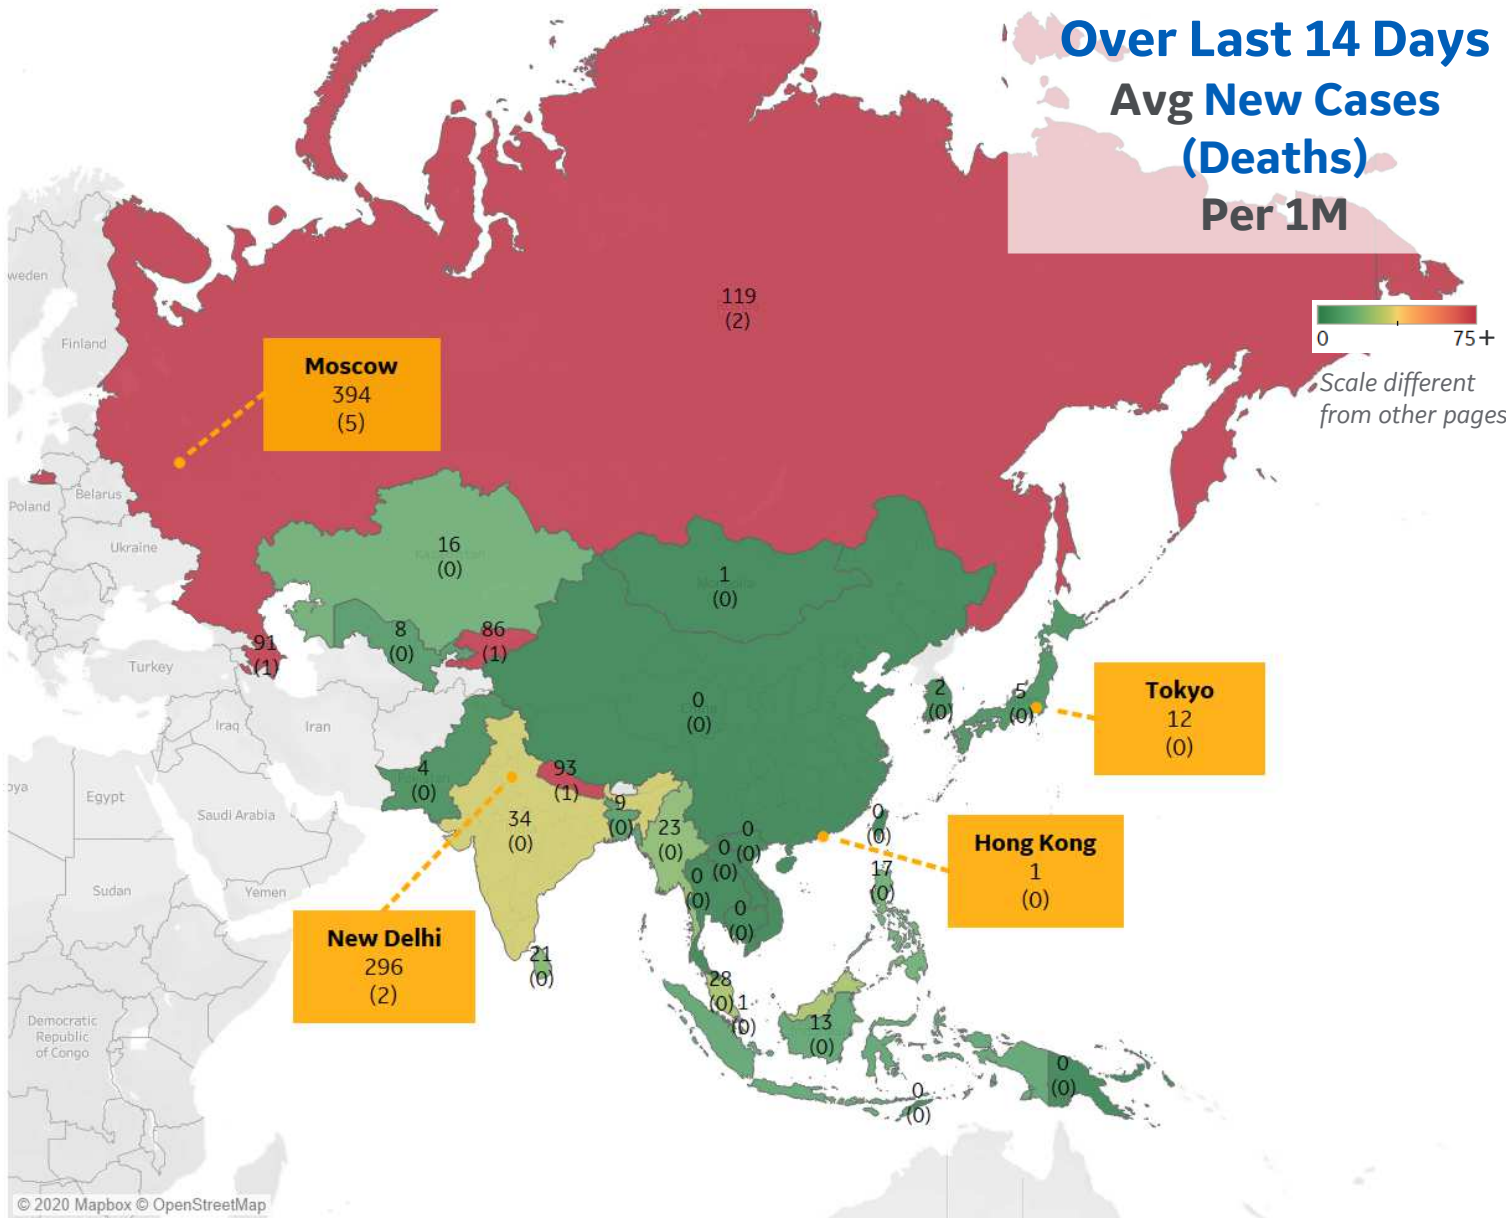 Over Last 14 Days
Avg New Cases
(Deaths)
Per 1M
0 75+
Scale different
from other pages
119
(2)
weden
Finland
Moscow
394
(5)
Poland
Belarus
Ukraine
16
(0)
1
(0)
91
(1)
8
(0)
86
(1)
Turkey
0
(0)
2
(0)
5
(0)
Tokyo
12
(0)
Iraq
Iran
4
(0)
93
(1)
oya
Egypt
Saudi Arabia
34
(0)
9
(0)
23
(0)
0
(0)
0
(0)
0
(0)
0
(0)
0
(0)
17
(0)
Hong Kong
1
(0)
Sudan
Yemen
New Delhi
296
(2)
21
(0)
28
(0)
1
(0)
13
(0)
Democratic
Republic
of Congo
0
(0)
0
(0)
© 2020 Mapbox © OpenStreetMap